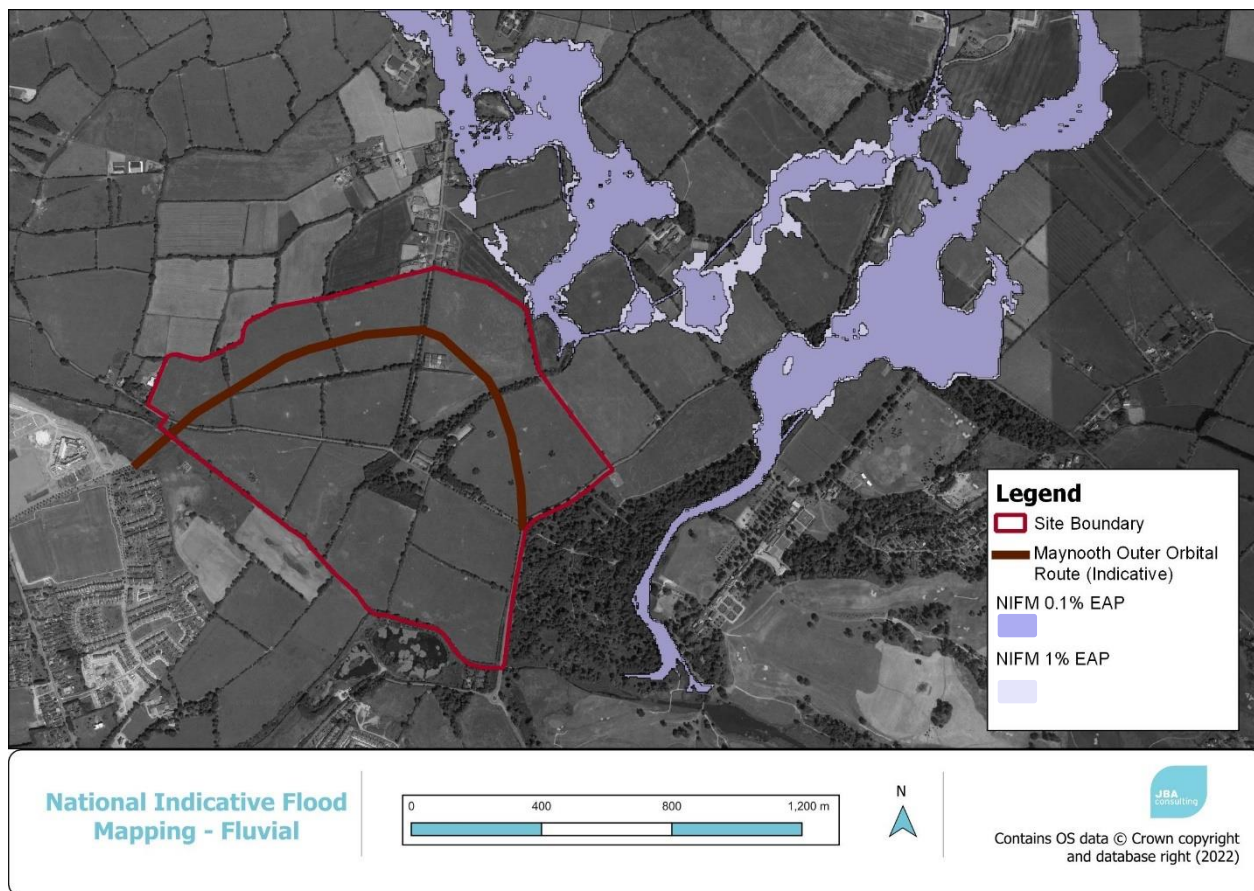 Legend
Site Boundary
Maynooth Outer Orbital
Route (Indicative)
NIFM 0.1% EAP
NIFM 1% EAP
National Indicative Flood
Mapping - Fluvial
0 400 800 1,200 m
N
JBA
consulting
Contains OS data © Crown copyright
and database right (2022)